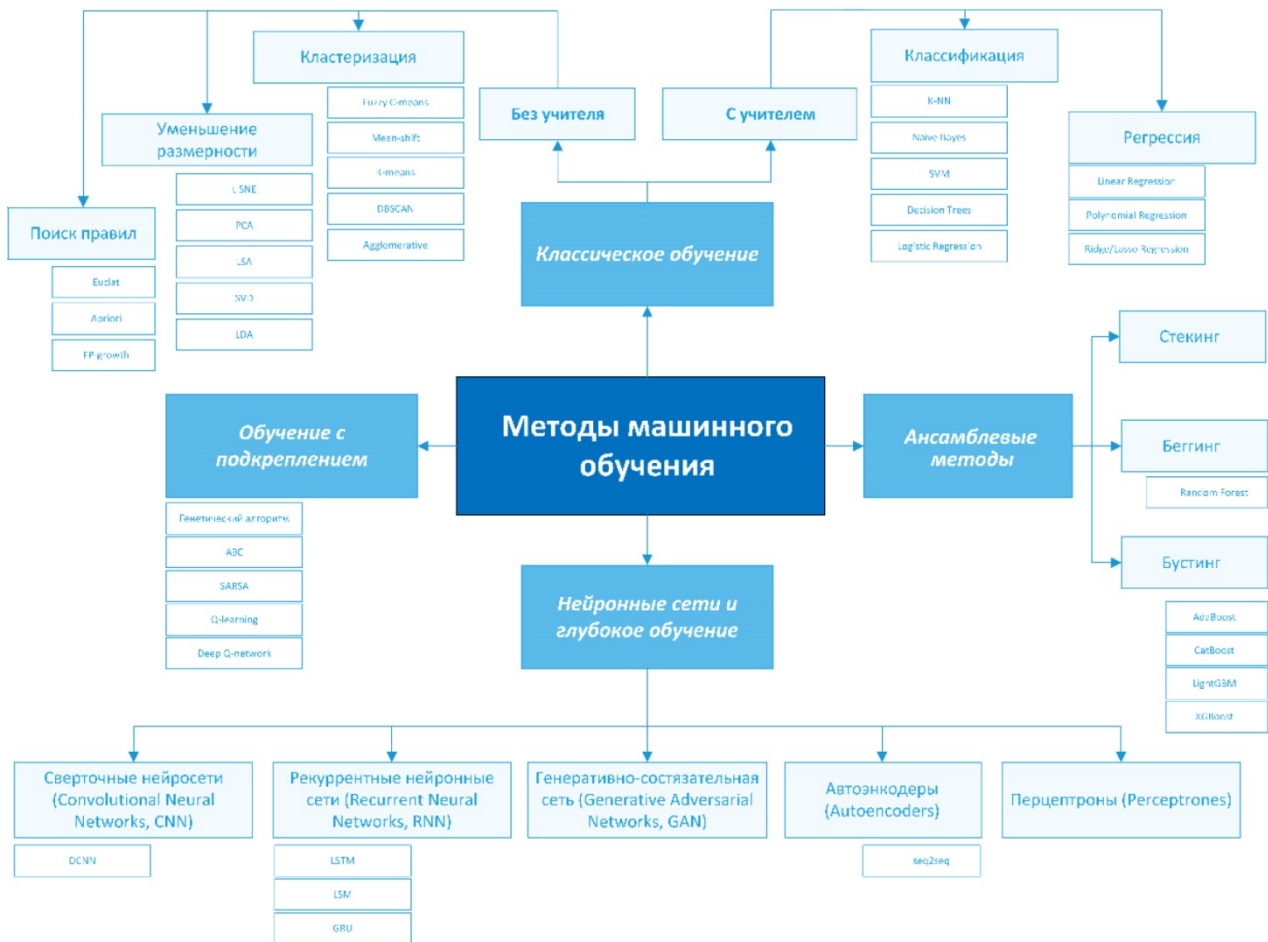 Кластеризация
Fuzzy C-means
Mean-shift
K-means
DBSCAN
Agglomerative
Уменьшение
размерности
t-SNE
PCA
LSA
SVD
LDA
Поиск правил
Euclat
Apriori
FP-growth
Без учителя
С учителем
Классификация
K-NN
Naive Bayes
SVM
Decision Trees
Logistic Regression
Регрессия
Linear Regression
Polynomial Regression
Ridge/Lasso Regression
Классическое обучение
Методы машинного
обучения
Обучение с
подкреплением
Генетический алгоритм
SARSA
Q-learning
Deep Q-network
Ансамблевые
методы
Стекинг
Беггинг
Random Forest
Бустинг
AdaBoost
CatBoost
LightGBM
XGBoost
Нейронные сети и
глубокое обучение
Сверточные нейросети
(Convolutional Neural
Networks, CNN)
DCNN
Рекуррентные нейронные
сети (Recurrent Neural
Networks, RNN)
LSTM
LSM
GRU
Генеративно-состязательная
сеть (Generative Adversarial
Networks, GAN)
Автоэнкодеры
(Autoencoders)
seq2seq
Перцептроны (Perceptrones)